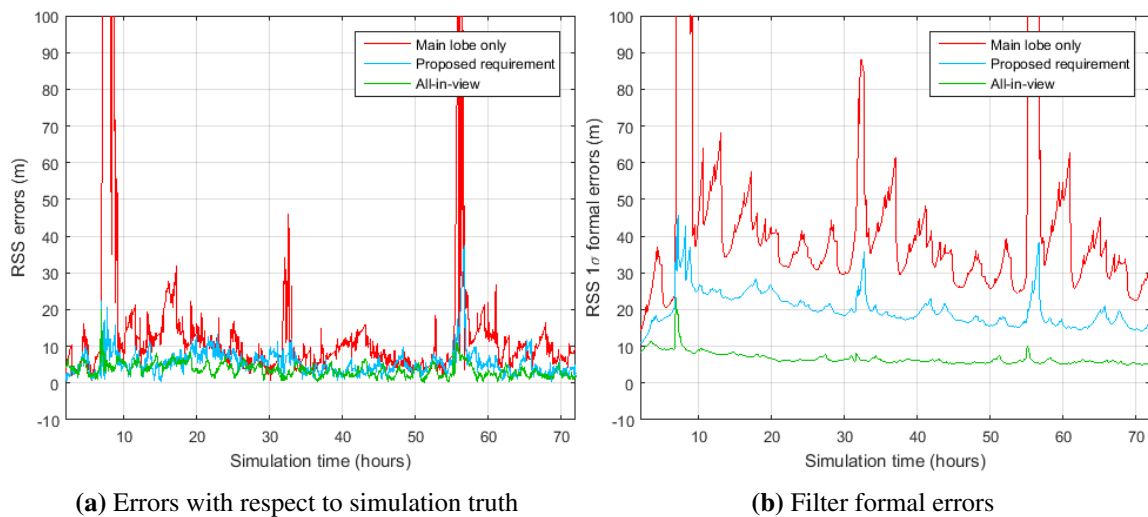 100
90
80
70
60
50
40
30
20
10
0
-10
RSS errors (m)
Main lobe only
Proposed requirement
All-in-view
10 20 30 40 50 60 70
Simulation time (hours)
(a) Errors with respect to simulation truth
100
90
80
70
60
50
40
30
20
10
0
-10
RSS 1σ formal errors (m)
Main lobe only
Proposed requirement
All-in-view
10 20 30 40 50 60 70
Simulation time (hours)
(b) Filter formal errors